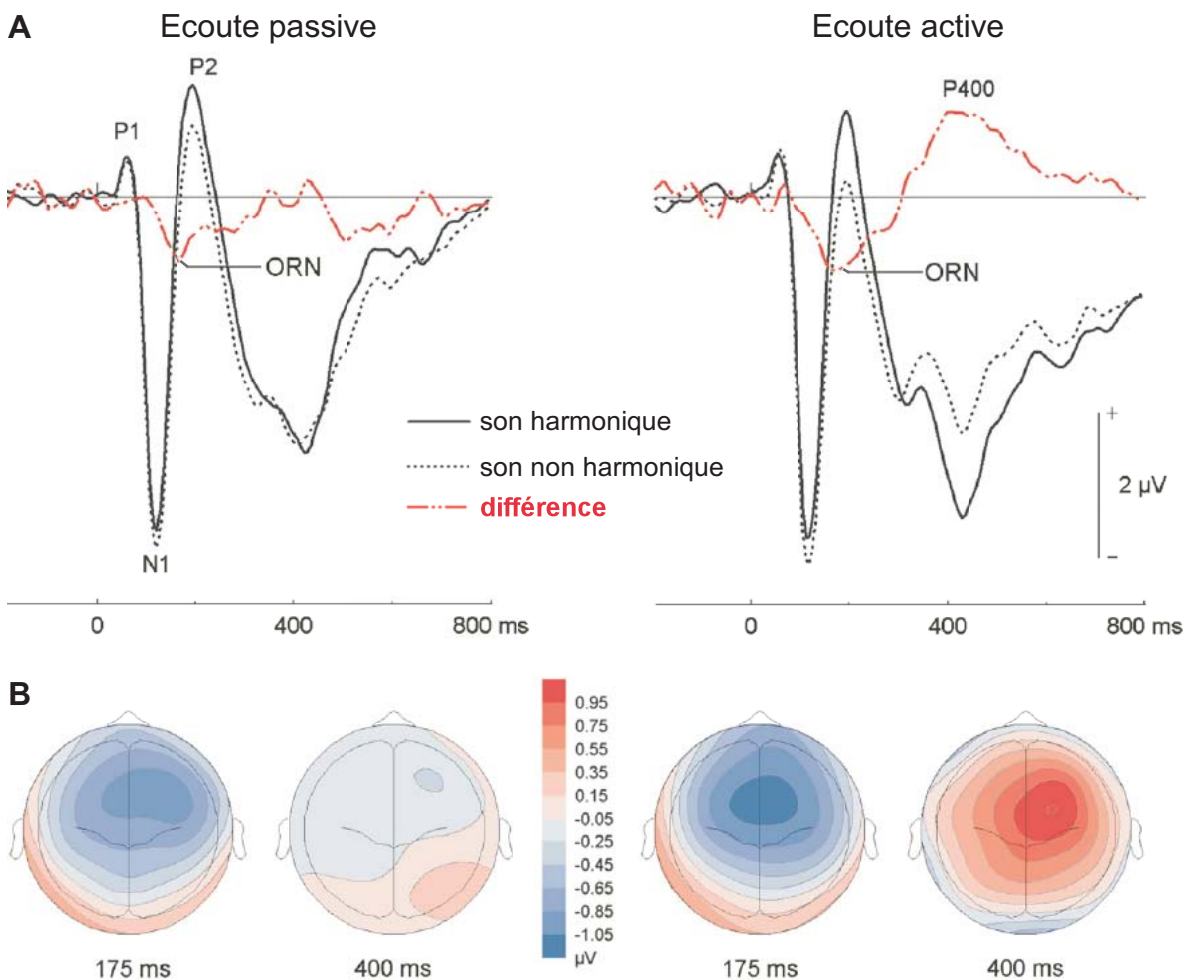 A
Ecoute passive
Ecoute active
P2
P1
ORN
N1
P400
ORN
son harmonique
son non harmonique
différence
+
2 µV
-
0 400 800 ms
0 400 800 ms
B
0.95
0.75
0.55
0.35
0.15
-0.05
-0.25
-0.45
-0.65
-0.85
-1.05
µV
175 ms
400 ms
175 ms
400 ms